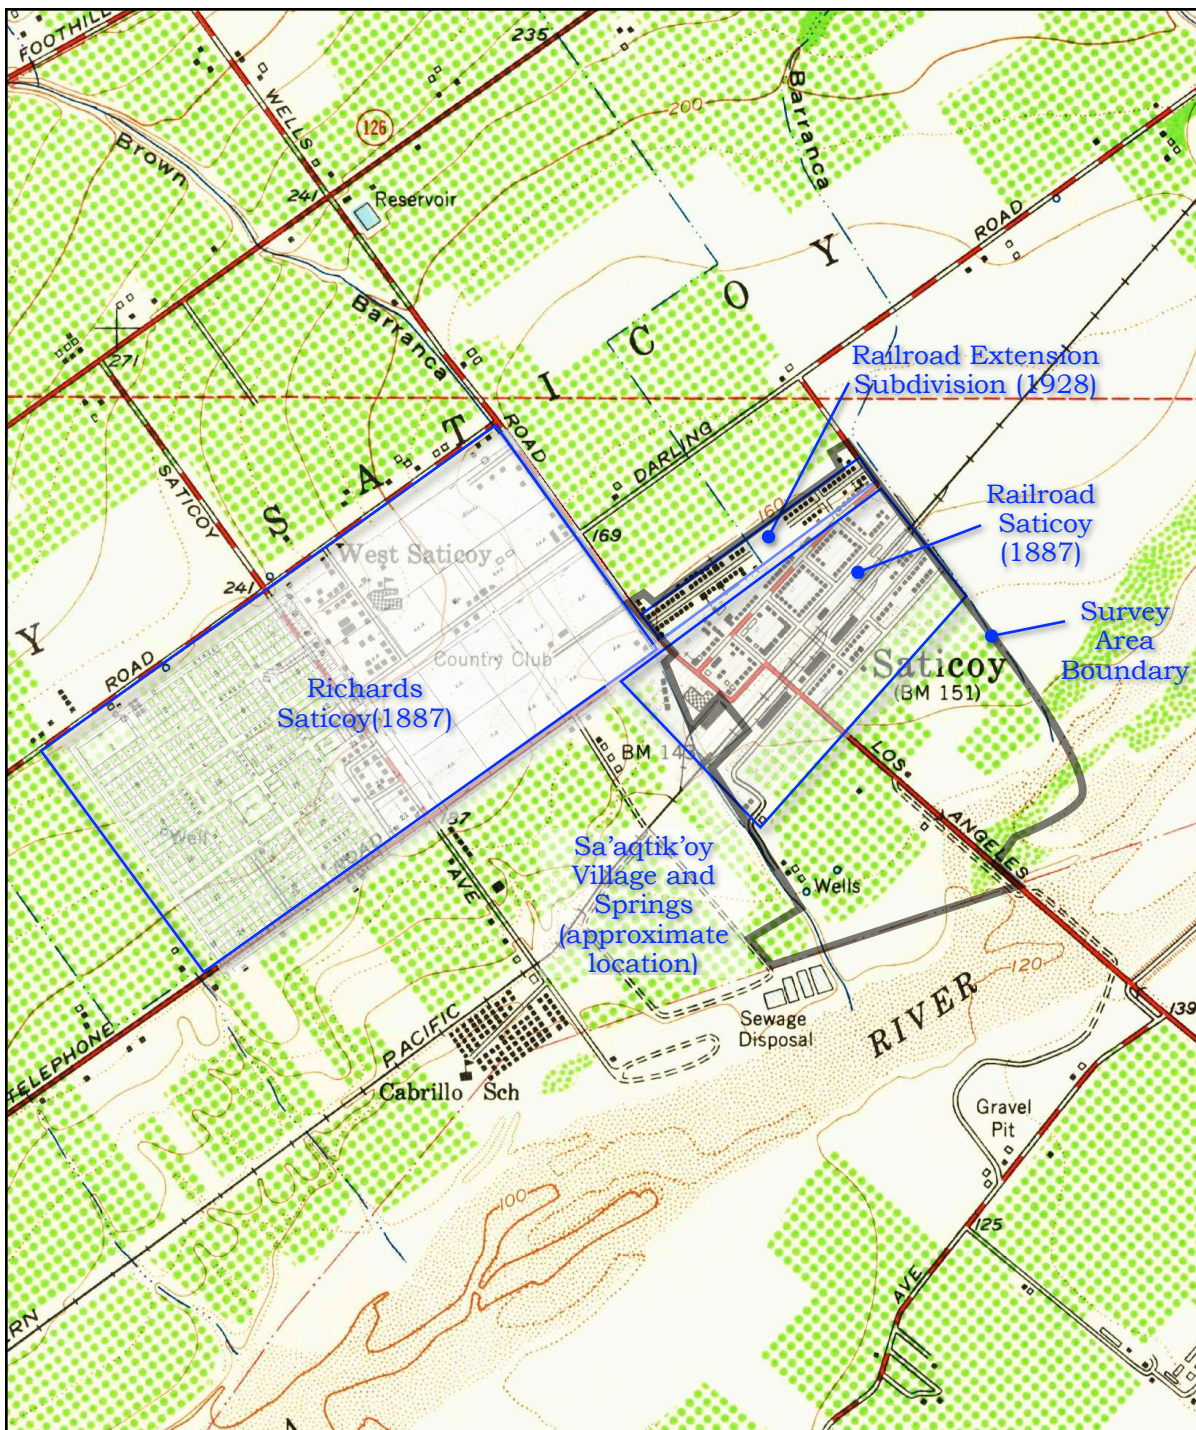 FOOTHILL
235
WELLS
126
200
Barranca
Brown
241
Reservoir
ROAD
Y
O
C
I
T
A
S
Barranca
271
ROAD
Railroad Extension
Subdivision (1928)
SATICOY
DARLING
160
Railroad
Saticoy
(1887)
169
West Saticoy
241
Y
ROAD
Country Club
Saticoy
(BM 151)
Survey
Area
Boundary
Richards
Saticoy(1887)
BM 143
LOS
ANGELES
Well
ROAD
AVE
Sa’aqtik’oy
Village and
Springs
(approximate
location)
Wells
120
RIVER
Sewage
Disposal
139
TELEPHONE
PACIFIC
Cabrillo Sch
Gravel
Pit
100
125
AVE
RN